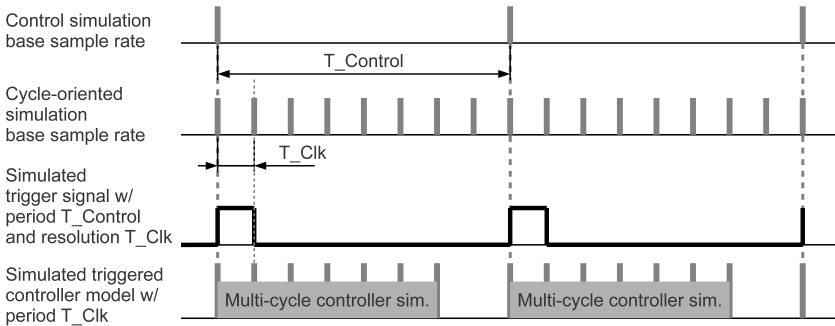 Control simulation
base sample rate
T_Control
Cycle-oriented
simulation
base sample rate
T_Clk
Simulated
trigger signal w/
period T_Control
and resolution T_Clk
Simulated triggered
controller model w/
period T_Clk
Multi-cycle controller sim.
Multi-cycle controller sim.